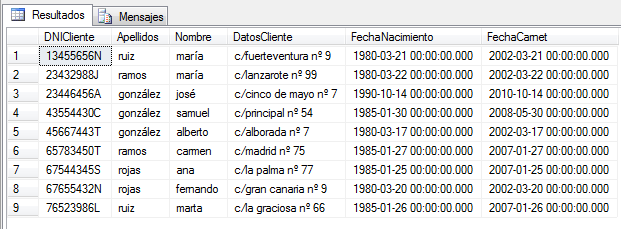 Resultados Mensajes
DNICliente Apellidos Nombre DatosCliente FechaNacimiento FechaCarnet
1 13455656N ruiz maría c/fuerteventura nº 9 1980-03-21 00:00:00.000 2002-03-21 00:00:00.000
2 23432988J ramos maría c/lanzarote nº 99 1980-03-22 00:00:00.000 2002-03-22 00:00:00.000
3 23446456A gonzález josé c/cinco de mayo nº 7 1990-10-14 00:00:00.000 2010-10-14 00:00:00.000
4 43554430C gonzález samuel c/principal nº 54 1985-01-30 00:00:00.000 2008-05-30 00:00:00.000
5 45667443T gonzález alberto c/alborada nº 7 1980-03-17 00:00:00.000 2002-03-17 00:00:00.000
6 65783450T ramos carmen c/madrid nº 75 1985-01-27 00:00:00.000 2007-01-27 00:00:00.000
7 67544345S rojas ana c/la palma nº 77 1985-01-25 00:00:00.000 2007-01-25 00:00:00.000
8 67655432N rojas fernando c/gran canaria nº 9 1980-03-20 00:00:00.000 2002-03-20 00:00:00.000
9 76523986L ruiz marta c/la graciosa nº 66 1985-01-26 00:00:00.000 2007-01-26 00:00:00.000